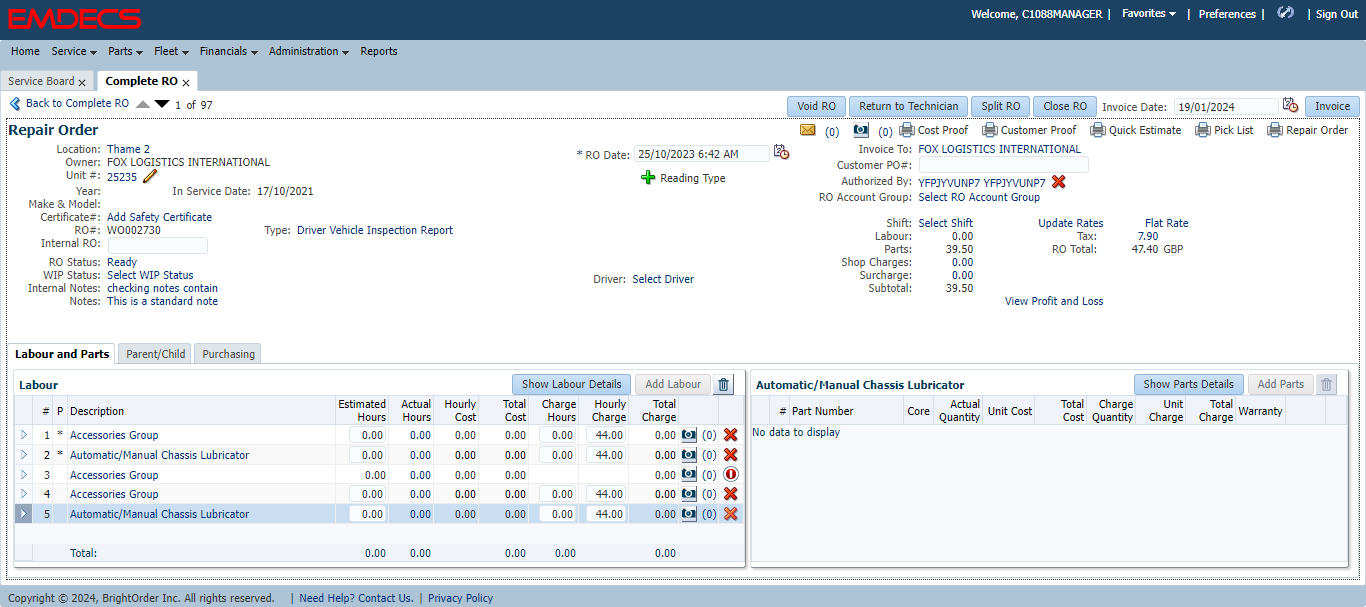 EMDECS
Welcome, C1088MANAGER | Favorites | Preferences | | Sign Out
Home Service Parts Fleet Financials Administration Reports
Service Board x Complete RO x
Back to Complete RO 1 of 97 Void RO Return to Technician Split RO Close RO Invoice Date: 19/01/2024 Invoice
Repair Order (0) (0) Cost Proof Customer Proof Quick Estimate Pick List Repair Order
Location: Thame 2 * RO Date: 25/10/2023 6:42 AM Invoice To: FOX LOGISTICS INTERNATIONAL
Owner: FOX LOGISTICS INTERNATIONAL Customer PO#:
Unit #: 25235 Reading Type Authorized By: YFPJYVUNP7 YFPJYVUNP7
Year: In Service Date: 17/10/2021 RO Account Group: Select RO Account Group
Make & Model:
Certificate#: Add Safety Certificate Shift: Select Shift Update Rates Flat Rate
RO#: WO002730 Type: Driver Vehicle Inspection Report Labour: 0.00 Tax: 7.90
Internal RO: Parts: 39.50 RO Total: 47.40 GBP
RO Status: Ready Shop Charges: 0.00
WIP Status: Select WIP Status Driver: Select Driver Surcharge: 0.00
Internal Notes: checking notes contain Subtotal: 39.50
Notes: This is a standard note View Profit and Loss
Labour and Parts Parent/Child Purchasing
Labour Show Labour Details Add Labour
# P Description Estimated Hours Actual Hours Hourly Cost Total Cost Charge Hours Hourly Charge Total Charge
1 * Accessories Group 0.00 0.00 0.00 0.00 0.00 44.00 0.00 (0)
2 * Automatic/Manual Chassis Lubricator 0.00 0.00 0.00 0.00 0.00 44.00 0.00 (0)
3 Accessories Group 0.00 0.00 0.00 0.00 0.00 (0)
4 Accessories Group 0.00 0.00 0.00 0.00 0.00 44.00 0.00 (0)
5 Automatic/Manual Chassis Lubricator 0.00 0.00 0.00 0.00 0.00 44.00 0.00 (0)
Total: 0.00 0.00 0.00 0.00 0.00
Automatic/Manual Chassis Lubricator Show Parts Details Add Parts
# Part Number Core Actual Quantity Unit Cost Total Cost Charge Quantity Unit Charge Total Charge Warranty
No data to display
Copyright © 2024, BrightOrder Inc. All rights reserved. | Need Help? Contact Us. | Privacy Policy